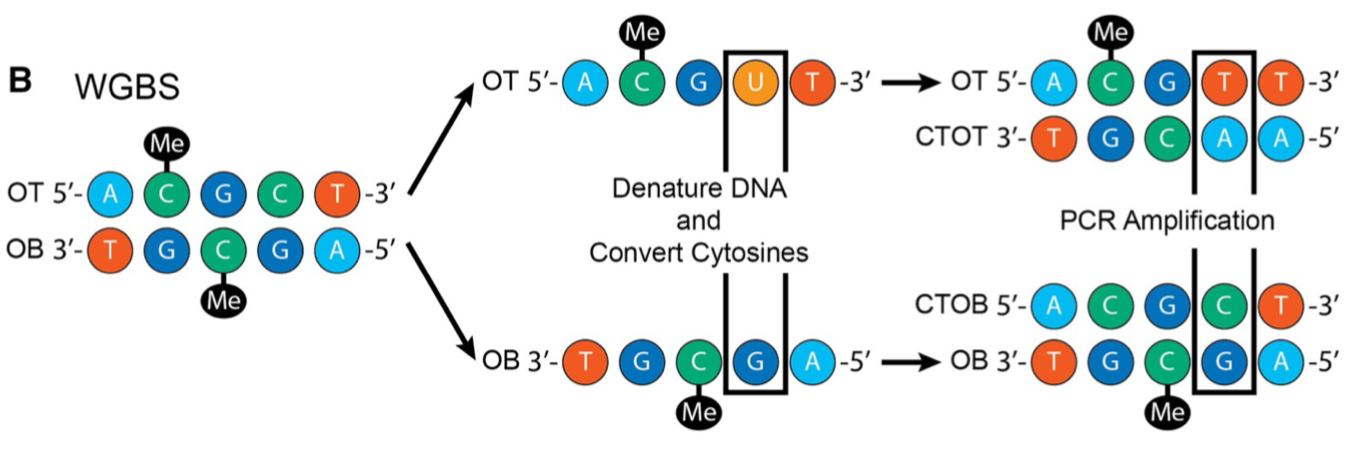 B WGBS
Me
OT 5′- A C G C T -3′
OB 3′- T G C G A -5′
Me
Me
OT 5′- A C G U T -3′
Denature DNA
and
Convert Cytosines
OB 3′- T G C G A -5′
Me
Me
OT 5′- A C G T T -3′
CTOT 3′- T G C A A -5′
PCR Amplification
CTOB 5′- A C G C T -3′
OB 3′- T G C G A -5′
Me